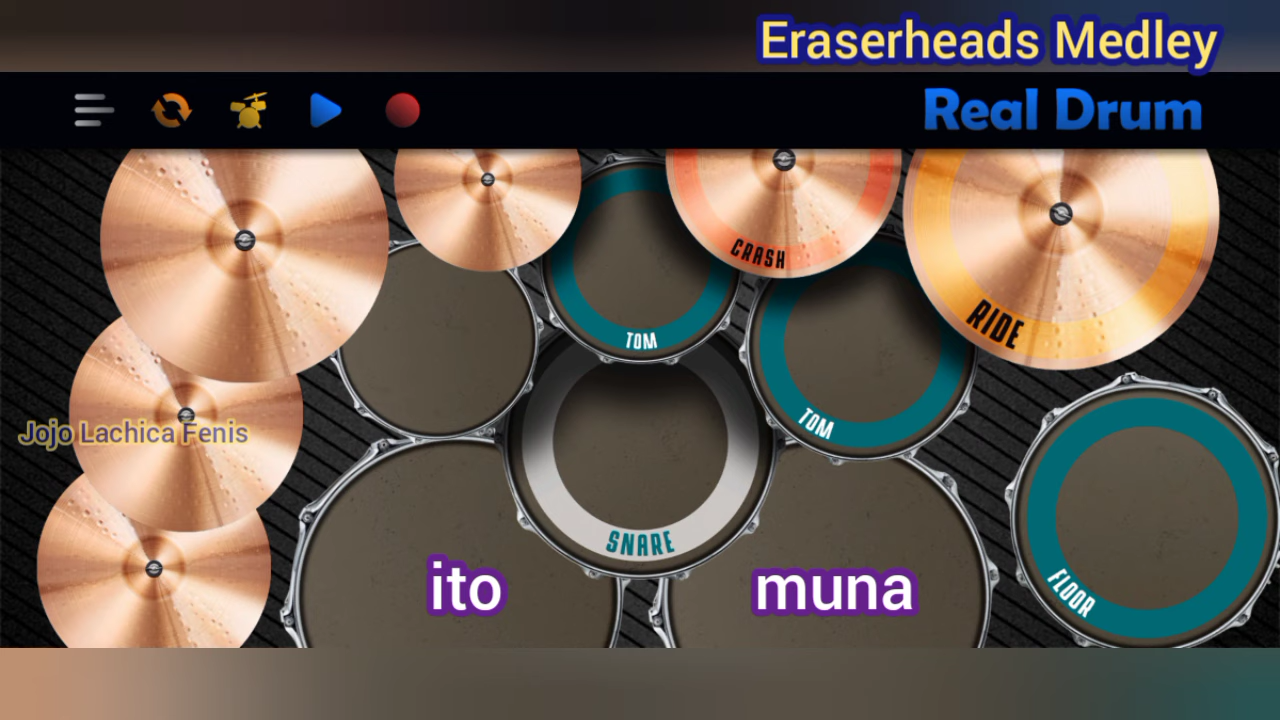 Eraserheads Medley
Real Drum
CRASH
RIDE
TOM
TOM
Jojo Lachica Fenis
SNARE
FLOOR
ito
muna